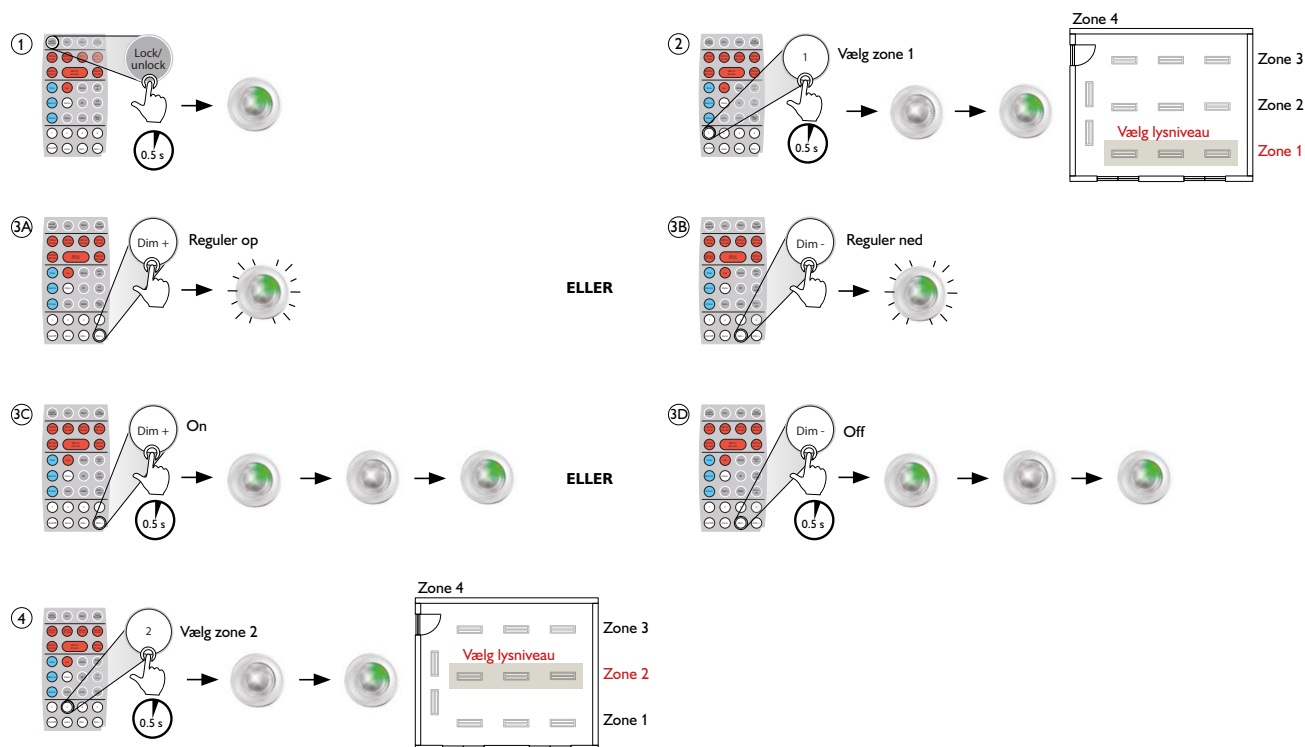 1
Lock/
unlock
0.5 s
2
1
Vælg zone 1
0.5 s
Zone 4
Zone 3
Zone 2
Vælg lysniveau
Zone 1
3A
Dim +
Reguler op
ELLER
3B
Dim -
Reguler ned
3C
Dim +
On
0.5 s
ELLER
3D
Dim -
Off
0.5 s
4
2
Vælg zone 2
0.5 s
Zone 4
Zone 3
Vælg lysniveau
Zone 2
Zone 1